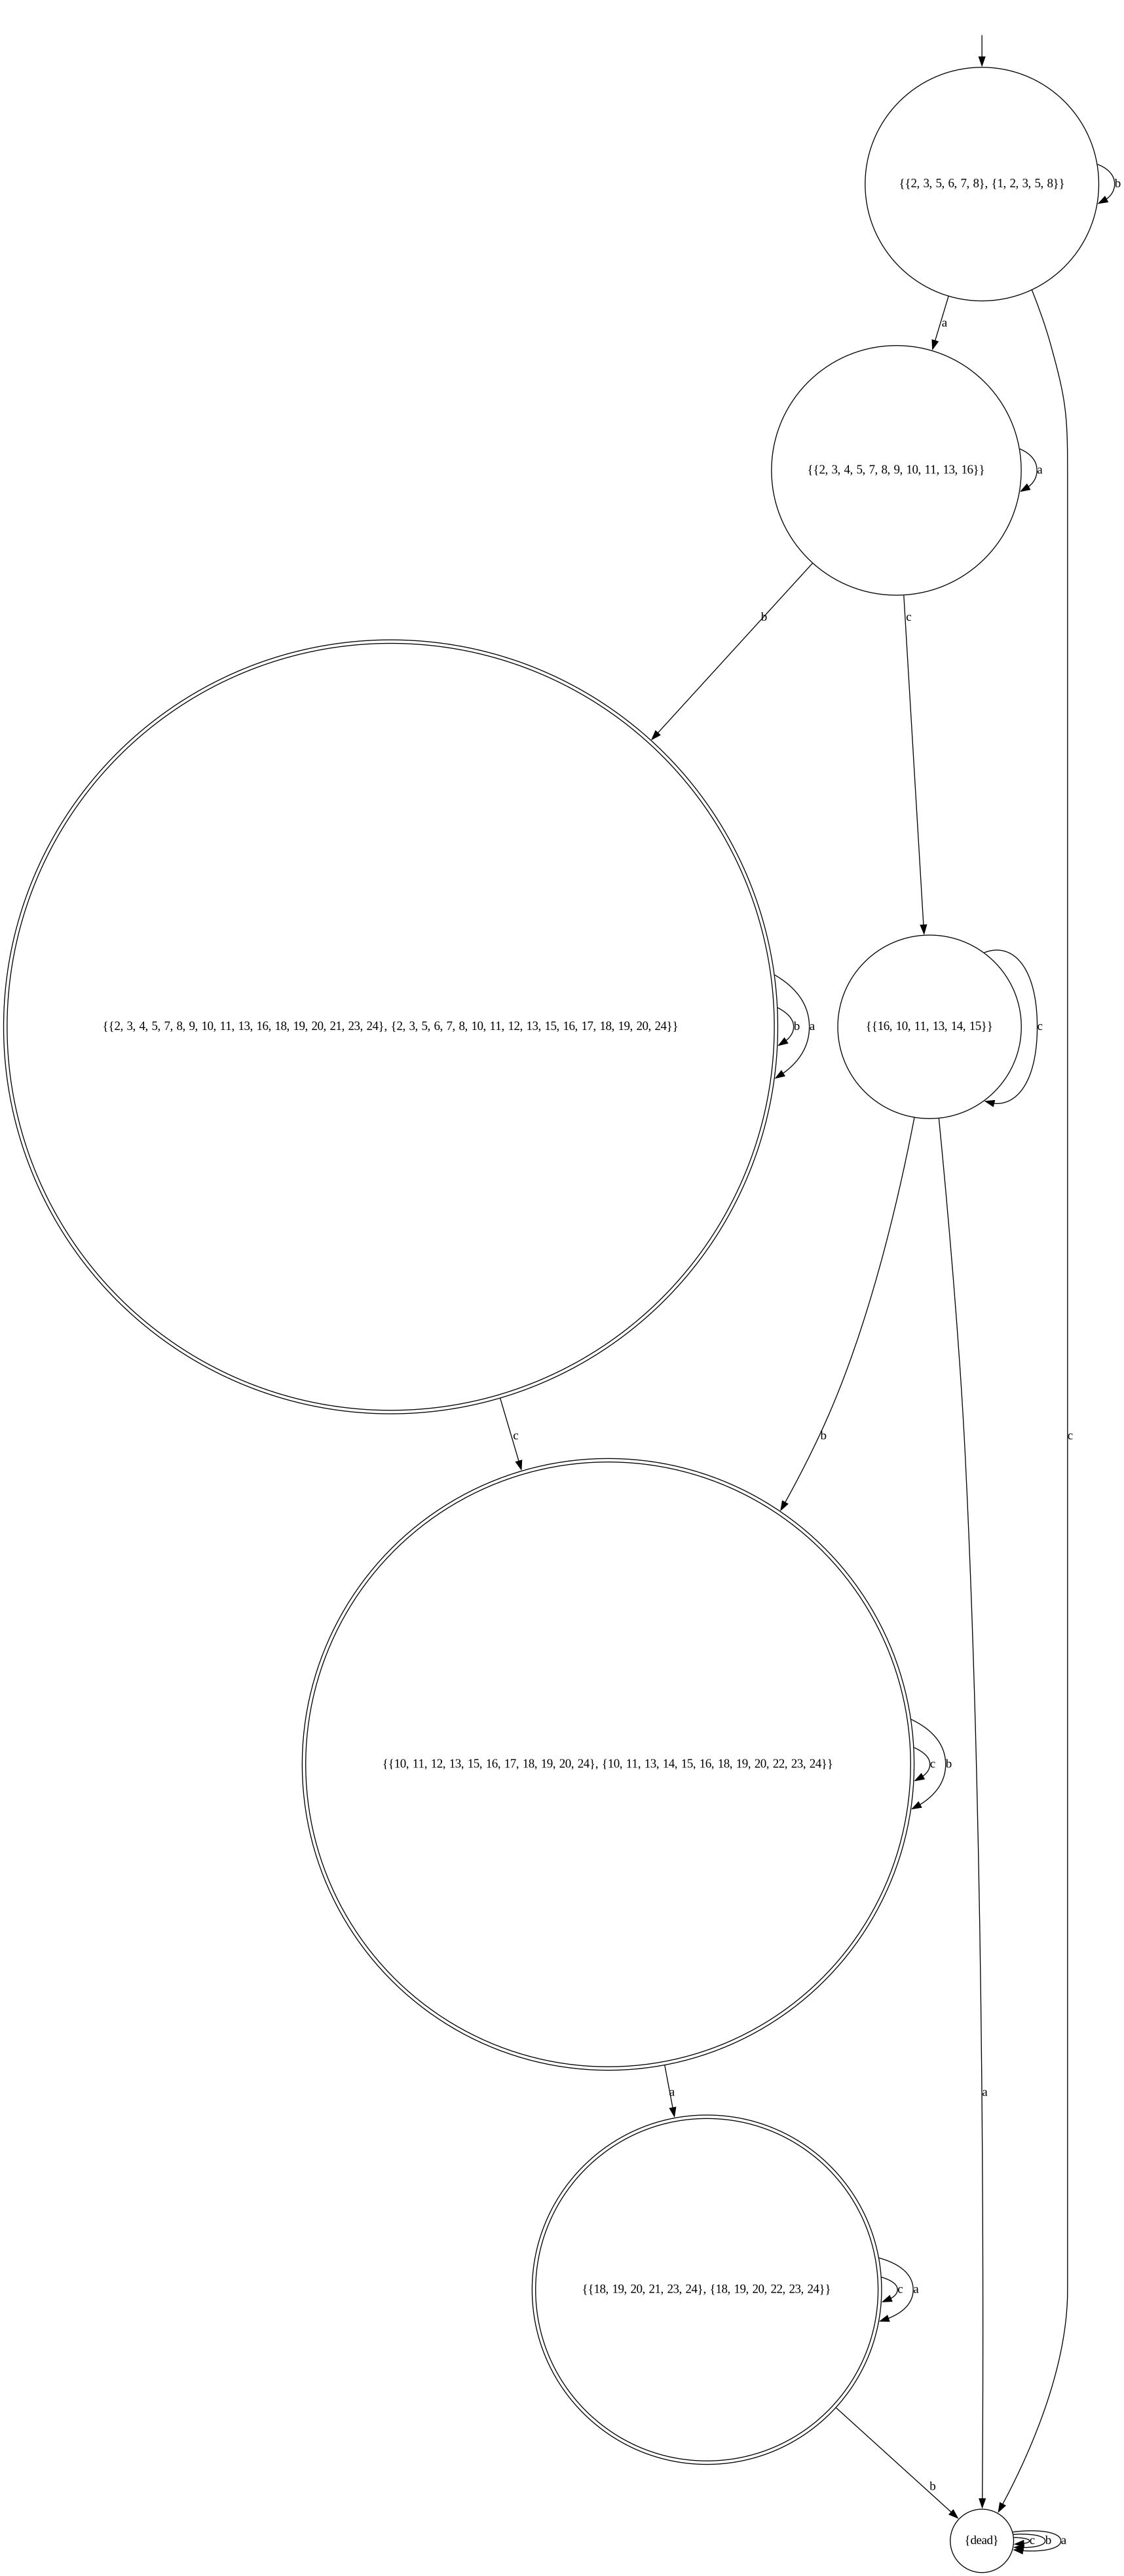 {{2, 3, 5, 6, 7, 8}, {1, 2, 3, 5, 8}}
b
a
{{2, 3, 4, 5, 7, 8, 9, 10, 11, 13, 16}}
a
b
c
{{2, 3, 4, 5, 7, 8, 9, 10, 11, 13, 16, 18, 19, 20, 21, 23, 24}, {2, 3, 5, 6, 7, 8, 10, 11, 12, 13, 15, 16, 17, 18, 19, 20, 24}}
b
a
{{16, 10, 11, 13, 14, 15}}
c
c
b
c
{{10, 11, 12, 13, 15, 16, 17, 18, 19, 20, 24}, {10, 11, 13, 14, 15, 16, 18, 19, 20, 22, 23, 24}}
c
b
a
a
{{18, 19, 20, 21, 23, 24}, {18, 19, 20, 22, 23, 24}}
c
a
b
{dead}
c
b
a